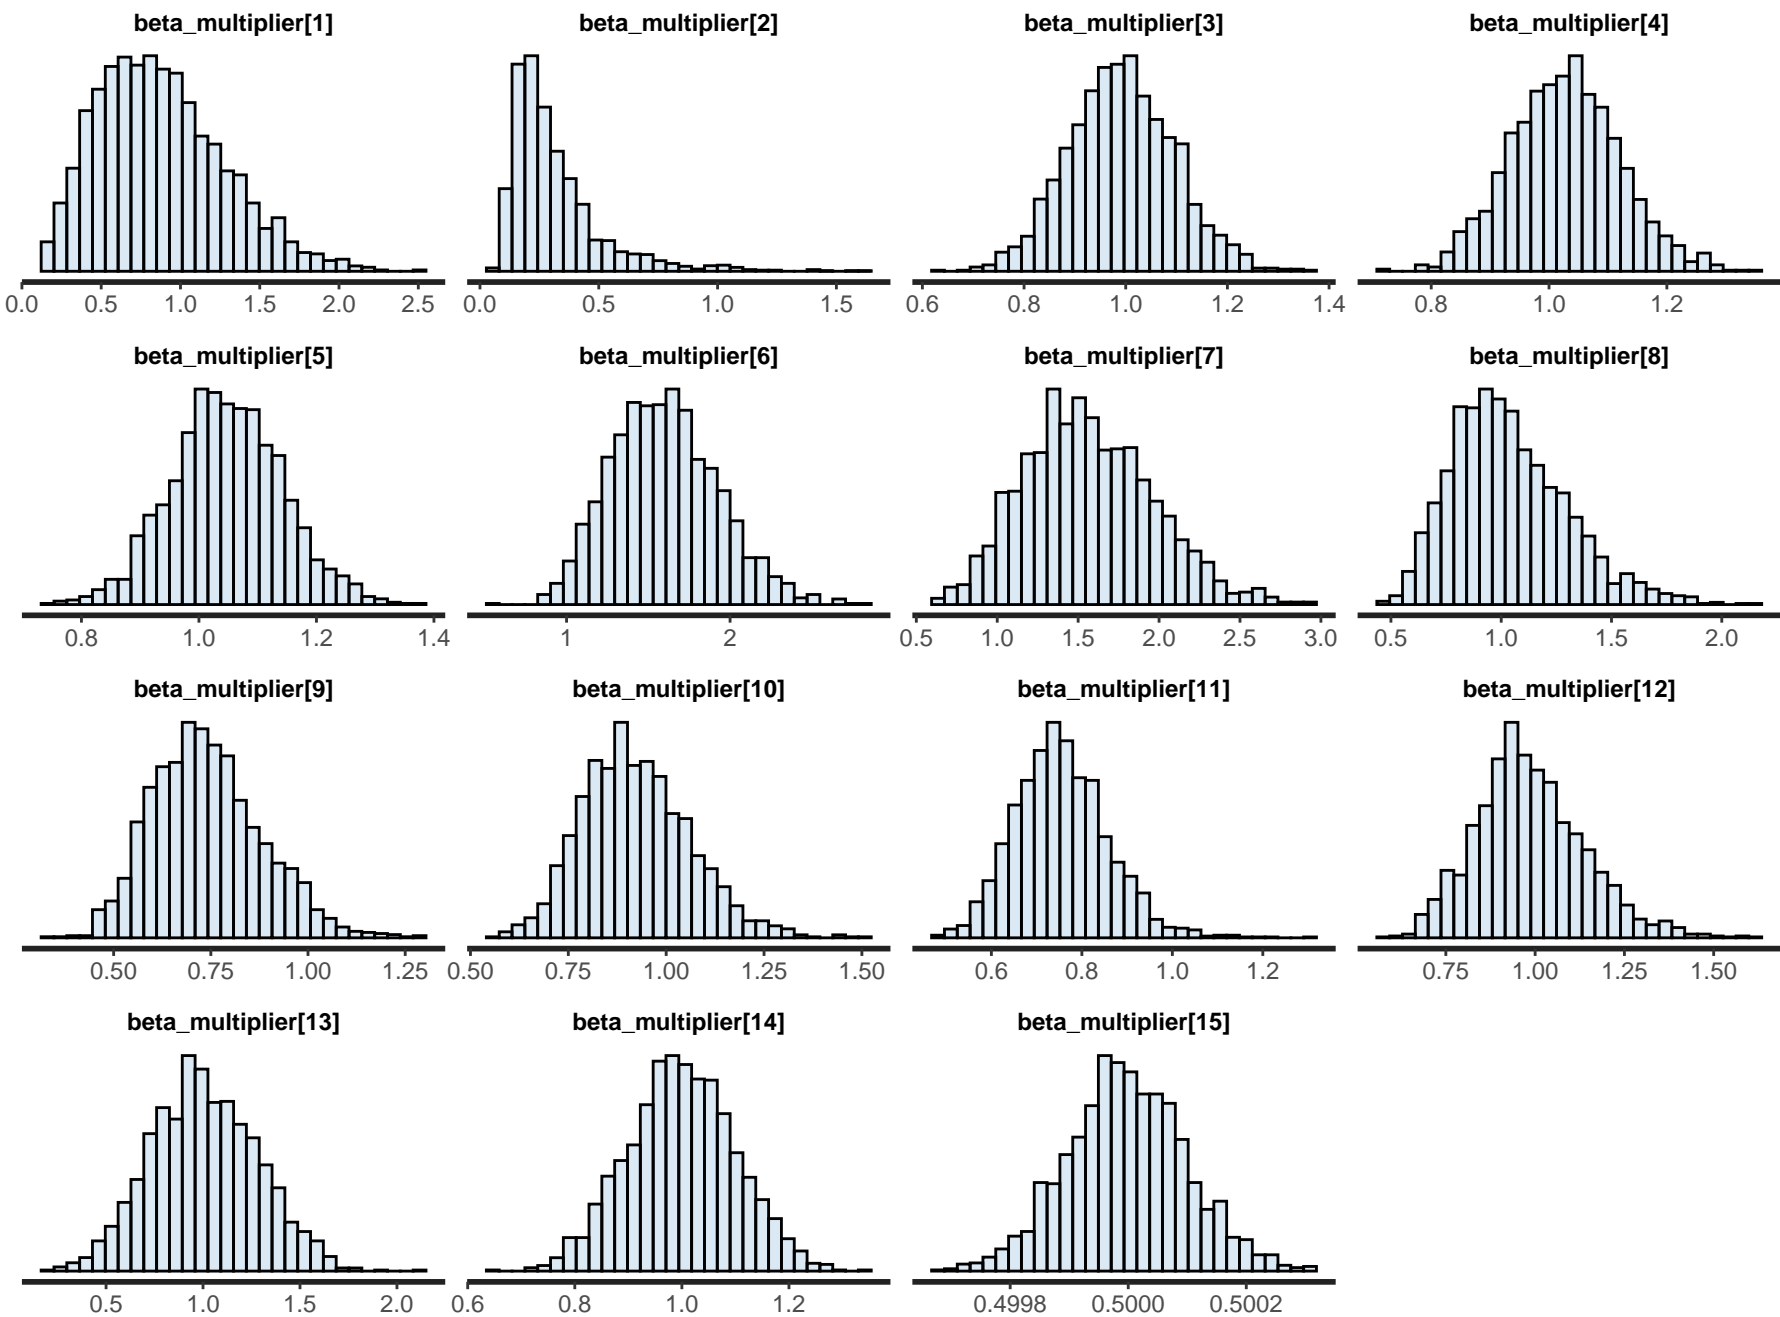 beta_multiplier[1] beta_multiplier[2] beta_multiplier[3] beta_multiplier[4]
0.0 0.5 1.0 1.5 2.0 2.5 0.0 0.5 1.0 1.5 0.6 0.8 1.0 1.2 1.4 0.8 1.0 1.2
beta_multiplier[5] beta_multiplier[6] beta_multiplier[7] beta_multiplier[8]
0.8 1.0 1.2 1.4 1 2 0.5 1.0 1.5 2.0 2.5 3.0 0.5 1.0 1.5 2.0
beta_multiplier[9] beta_multiplier[10] beta_multiplier[11] beta_multiplier[12]
0.50 0.75 1.00 1.25 0.50 0.75 1.00 1.25 1.50 0.6 0.8 1.0 1.2 0.75 1.00 1.25 1.50
beta_multiplier[13] beta_multiplier[14] beta_multiplier[15]
0.5 1.0 1.5 2.0 0.6 0.8 1.0 1.2 0.4998 0.5000 0.5002